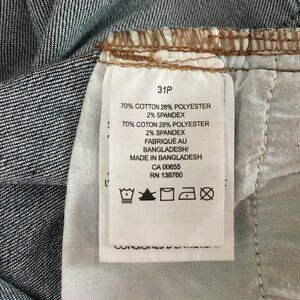 31P
70% COTTON 28% POLYESTER
2% SPANDEX
70% COTON 28% POLYESTER
2% SPANDEX
FABRIQUÉ AU
BANGLADESH/
MADE IN BANGLADESH
CA 00655
RN 138760